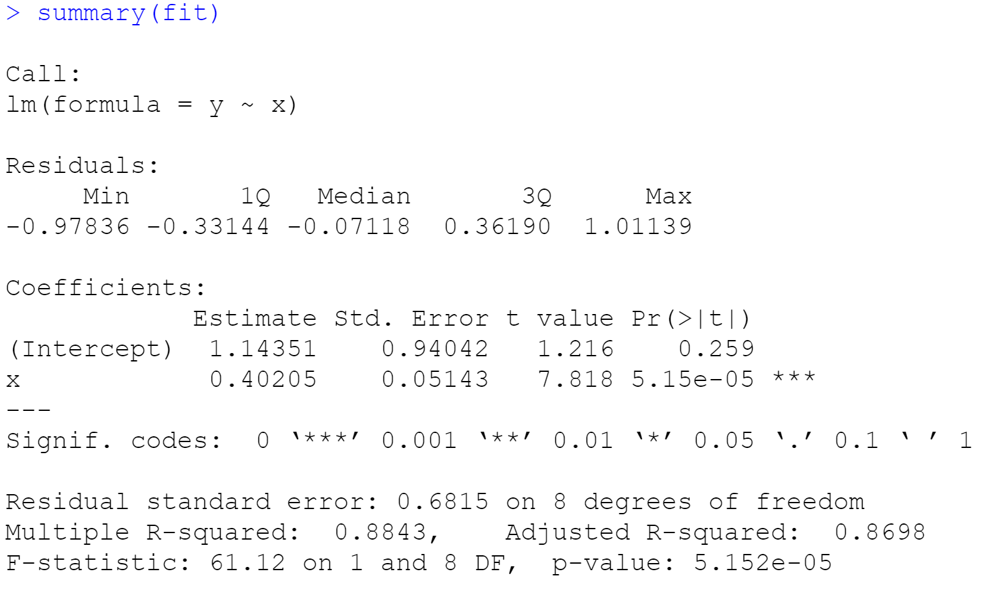 > summary(fit)
Call:
lm(formula = y ~ x)
Residuals:
Min 1Q Median 3Q Max
-0.97836 -0.33144 -0.07118 0.36190 1.01139
Coefficients:
Estimate Std. Error t value Pr(>|t|)
(Intercept) 1.14351 0.94042 1.216 0.259
x 0.40205 0.05143 7.818 5.15e-05 ***
---
Signif. codes: 0 ‘***’ 0.001 ‘**’ 0.01 ‘*’ 0.05 ‘.’ 0.1 ‘ ’ 1
Residual standard error: 0.6815 on 8 degrees of freedom
Multiple R-squared: 0.8843, Adjusted R-squared: 0.8698
F-statistic: 61.12 on 1 and 8 DF, p-value: 5.152e-05